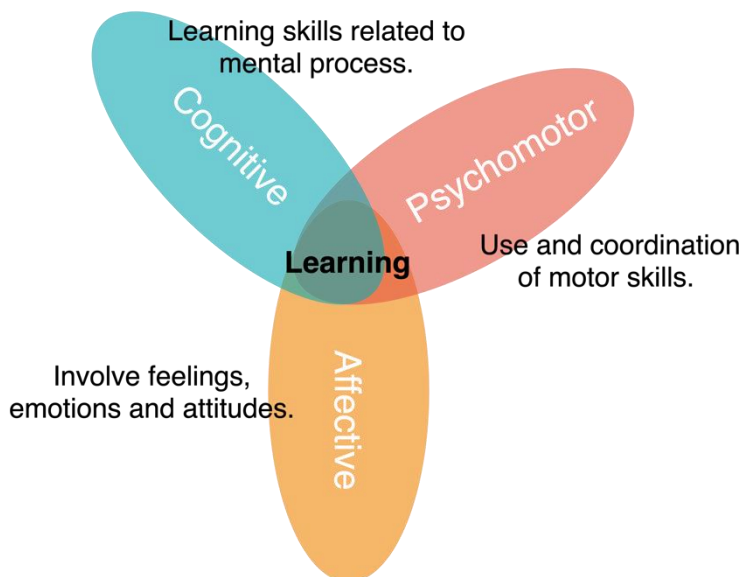 Learning skills related to
mental process.
Cognitive
Psychomotor
Learning
Use and coordination
of motor skills.
Involve feelings,
emotions and attitudes.
Affective